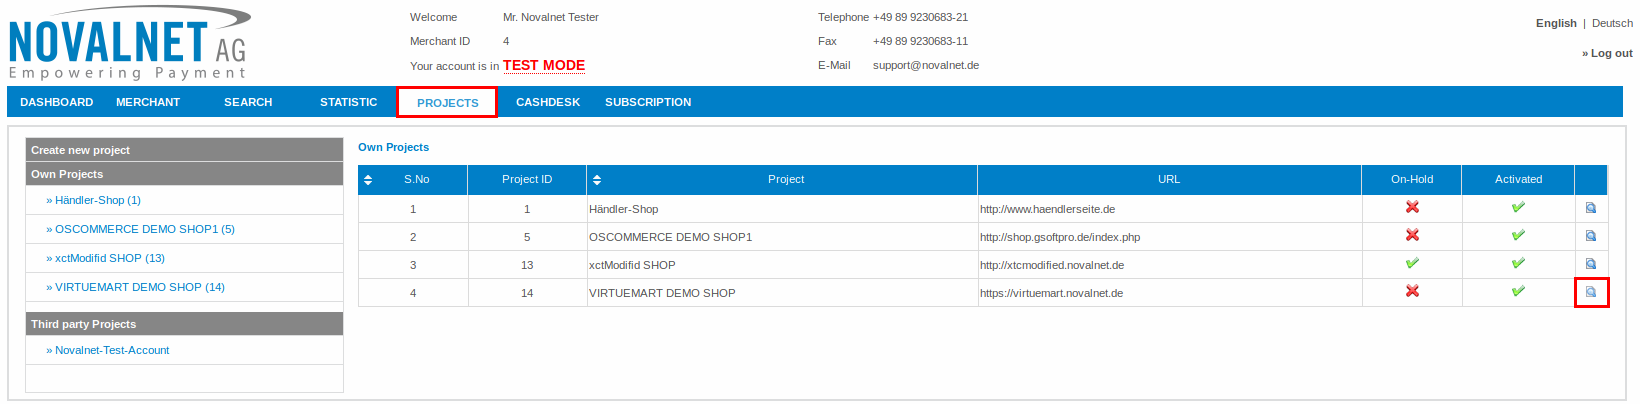 NOVALNET AG
Empowering Payment
Welcome Mr. Novalnet Tester
Merchant ID 4
Your account is in TEST MODE
Telephone +49 89 9230683-21
Fax +49 89 9230683-11
E-Mail support@novalnet.de
English | Deutsch
» Log out
DASHBOARD MERCHANT SEARCH STATISTIC PROJECTS CASHDESK SUBSCRIPTION
Create new project
Own Projects
» Händler-Shop (1)
» OSCOMMERCE DEMO SHOP1 (5)
» xctModifid SHOP (13)
» VIRTUEMART DEMO SHOP (14)
Third party Projects
» Novalnet-Test-Account
Own Projects
S.No Project ID Project URL On-Hold Activated
1 1 Händler-Shop http://www.haendlerseite.de
2 5 OSCOMMERCE DEMO SHOP1 http://shop.gsoftpro.de/index.php
3 13 xctModifid SHOP http://xtcmodified.novalnet.de
4 14 VIRTUEMART DEMO SHOP https://virtuemart.novalnet.de